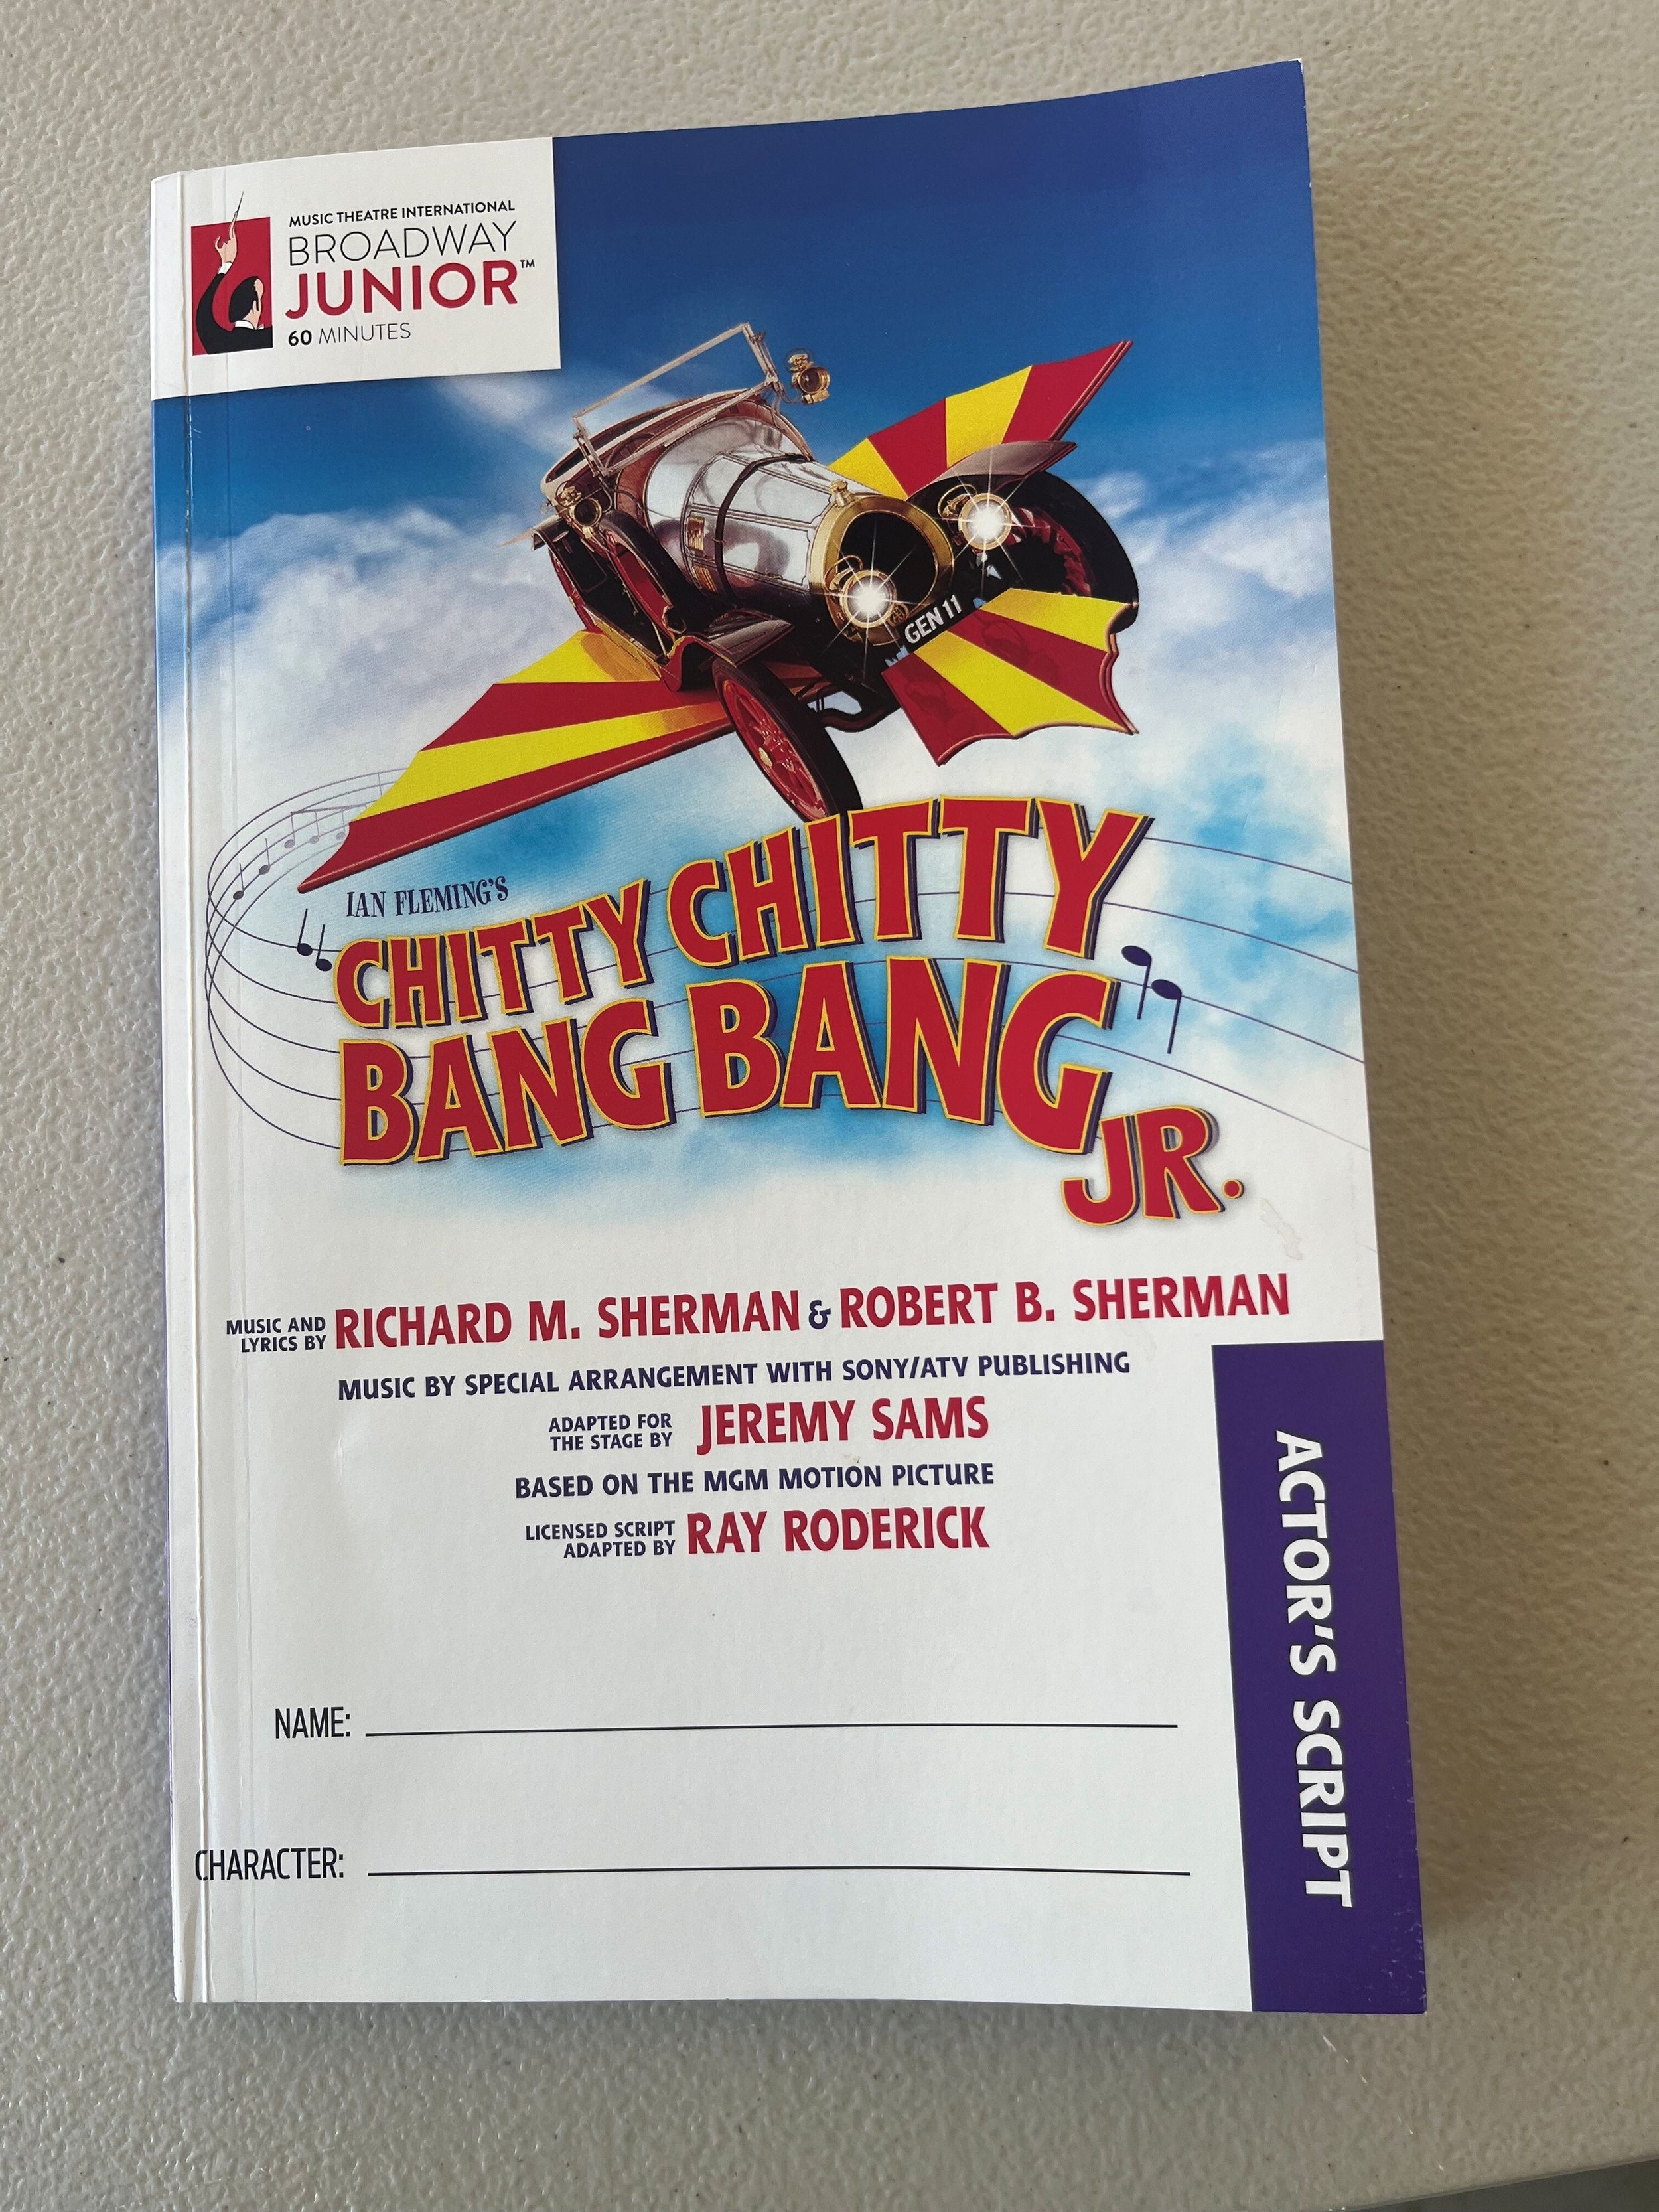 MUSIC THEATRE INTERNATIONAL
BROADWAY
JUNIOR™
60 MINUTES
GEN 11
IAN FLEMING'S
CHITTY CHITTY
BANG BANG
JR.
MUSIC AND
LYRICS BY RICHARD M. SHERMAN & ROBERT B. SHERMAN
MUSIC BY SPECIAL ARRANGEMENT WITH SONY/ATV PUBLISHING
ADAPTED FOR
THE STAGE BY JEREMY SAMS
BASED ON THE MGM MOTION PICTURE
LICENSED SCRIPT
ADAPTED BY RAY RODERICK
ACTOR'S SCRIPT
NAME:
CHARACTER: